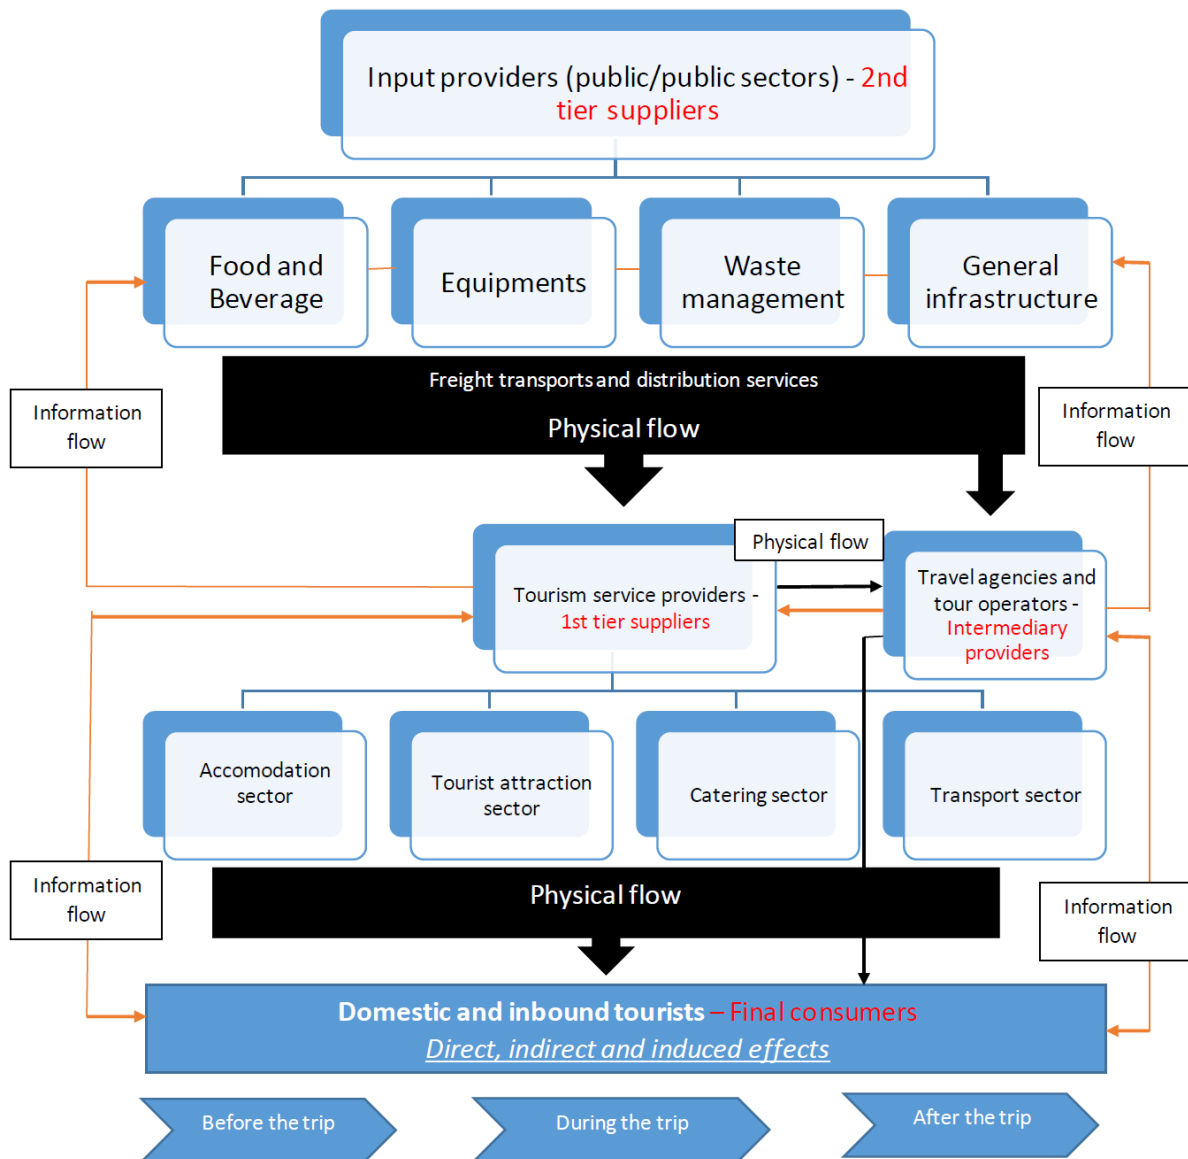 Input providers (public/public sectors) - 2nd
tier suppliers
Food and
Beverage
Equipments
Waste
management
General
infrastructure
Freight transports and distribution services
Physical flow
Information
flow
Information
flow
Physical flow
Tourism service providers -
1st tier suppliers
Travel agencies and
tour operators -
Intermediary
providers
Accomodation
sector
Tourist attraction
sector
Catering sector
Transport sector
Information
flow
Physical flow
Information
flow
Domestic and inbound tourists – Final consumers
Direct, indirect and induced effects
Before the trip
During the trip
After the trip